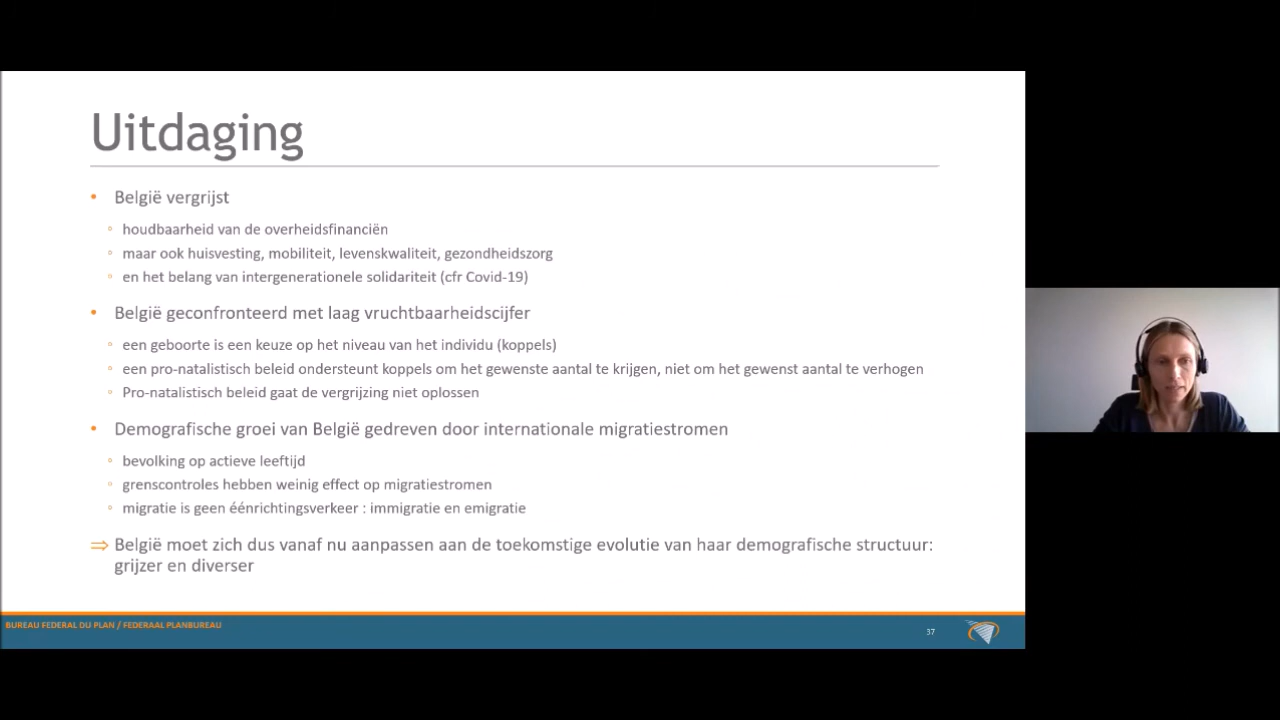 Uitdaging
• België vergrijst
◦ houdbaarheid van de overheidsfinanciën
◦ maar ook huisvesting, mobiliteit, levenskwaliteit, gezondheidszorg
◦ en het belang van intergenerationele solidariteit (cfr Covid-19)
• België geconfronteerd met laag vruchtbaarheidscijfer
◦ een geboorte is een keuze op het niveau van het individu (koppels)
◦ een pro-natalistisch beleid ondersteunt koppels om het gewenste aantal te krijgen, niet om het gewenst aantal te verhogen
◦ Pro-natalistisch beleid gaat de vergrijzing niet oplossen
• Demografische groei van België gedreven door internationale migratiestromen
◦ bevolking op actieve leeftijd
◦ grenscontroles hebben weinig effect op migratiestromen
◦ migratie is geen éénrichtingsverkeer : immigratie en emigratie
⇒ België moet zich dus vanaf nu aanpassen aan de toekomstige evolutie van haar demografische structuur:
grijzer en diverser
BUREAU FEDERAL DU PLAN / FEDERAAL PLANBUREAU
37